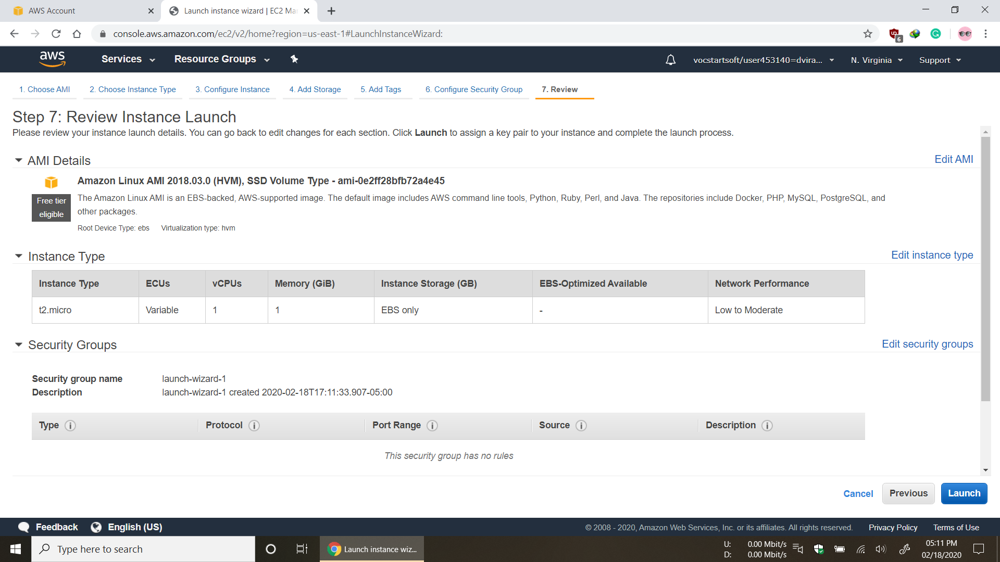 AWS Account
Launch instance wizard | EC2 Ma
console.aws.amazon.com/ec2/v2/home?region=us-east-1#LaunchInstanceWizard:
6
aws
Services
Resource Groups
vocstartsoft/user453140=dvira...
N. Virginia
Support
1. Choose AMI
2. Choose Instance Type
3. Configure Instance
4. Add Storage
5. Add Tags
6. Configure Security Group
7. Review
Step 7: Review Instance Launch
Please review your instance launch details. You can go back to edit changes for each section. Click Launch to assign a key pair to your instance and complete the launch process.
AMI Details
Edit AMI
Amazon Linux AMI 2018.03.0 (HVM), SSD Volume Type - ami-0e2ff28bfb72a4e45
Free tier
eligible
The Amazon Linux AMI is an EBS-backed, AWS-supported image. The default image includes AWS command line tools, Python, Ruby, Perl, and Java. The repositories include Docker, PHP, MySQL, PostgreSQL, and
other packages.
Root Device Type: ebs Virtualization type: hvm
Instance Type
Edit instance type
Instance Type ECUs vCPUs Memory (GiB) Instance Storage (GB) EBS-Optimized Available Network Performance
t2.micro Variable 1 1 EBS only - Low to Moderate
Security Groups
Edit security groups
Security group name launch-wizard-1
Description launch-wizard-1 created 2020-02-18T17:11:33.907-05:00
Type Protocol Port Range Source Description
This security group has no rules
Cancel Previous Launch
Feedback English (US)
© 2008 - 2020, Amazon Web Services, Inc. or its affiliates. All rights reserved. Privacy Policy Terms of Use
Type here to search
Launch instance wiz...
U: 0.00 Mbit/s
D: 0.00 Mbit/s
05:11 PM
02/18/2020